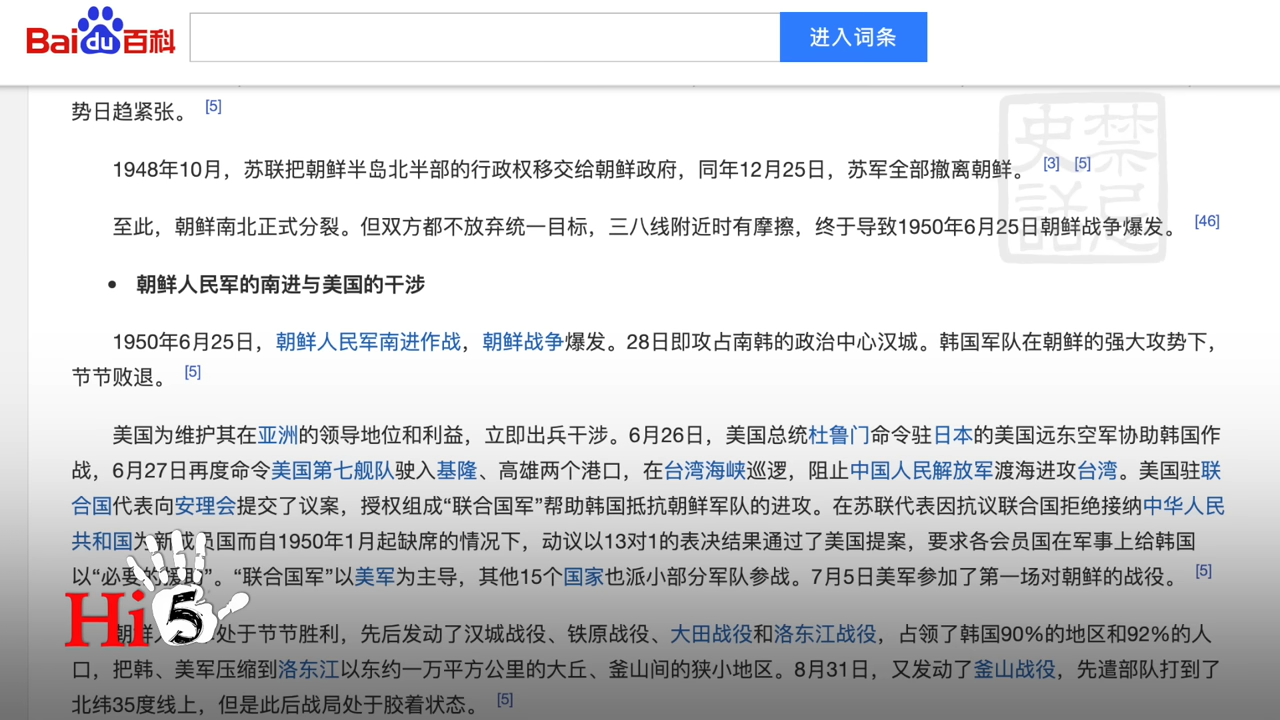 Bai du 百科
进入词条
势日趋紧张。 [5]
1948年10月，苏联把朝鲜半岛北半部的行政权移交给朝鲜政府，同年12月25日，苏军全部撤离朝鲜。 [3] [5]
禁忌史話
至此，朝鲜南北正式分裂。但双方都不放弃统一目标，三八线附近时有摩擦，终于导致1950年6月25日朝鲜战争爆发。 [46]
• 朝鲜人民军的南进与美国的干涉
1950年6月25日，朝鲜人民军南进作战，朝鲜战争爆发。28日即攻占南韩的政治中心汉城。韩国军队在朝鲜的强大攻势下，
节节败退。 [5]
美国为维护其在亚洲的领导地位和利益，立即出兵干涉。6月26日，美国总统杜鲁门命令驻日本的美国远东空军协助韩国作
战，6月27日再度命令美国第七舰队驶入基隆、高雄两个港口，在台湾海峡巡逻，阻止中国人民解放军渡海进攻台湾。美国驻联
合国代表向安理会提交了议案，授权组成“联合国军”帮助韩国抵抗朝鲜军队的进攻。在苏联代表因抗议联合国拒绝接纳中华人民
共和国为新成员国而自1950年1月起缺席的情况下，动议以13对1的表决结果通过了美国提案，要求各会员国在军事上给韩国
以“必要的援助”。“联合国军”以美军为主导，其他15个国家也派小部分军队参战。7月5日美军参加了第一场对朝鲜的战役。 [5]
Hi 5
朝鲜人处于节节胜利，先后发动了汉城战役、铁原战役、大田战役和洛东江战役，占领了韩国90%的地区和92%的人
口，把韩、美军压缩到洛东江以东约一万平方公里的大丘、釜山间的狭小地区。8月31日，又发动了釜山战役，先遣部队打到了
北纬35度线上，但是此后战局处于胶着状态。 [5]